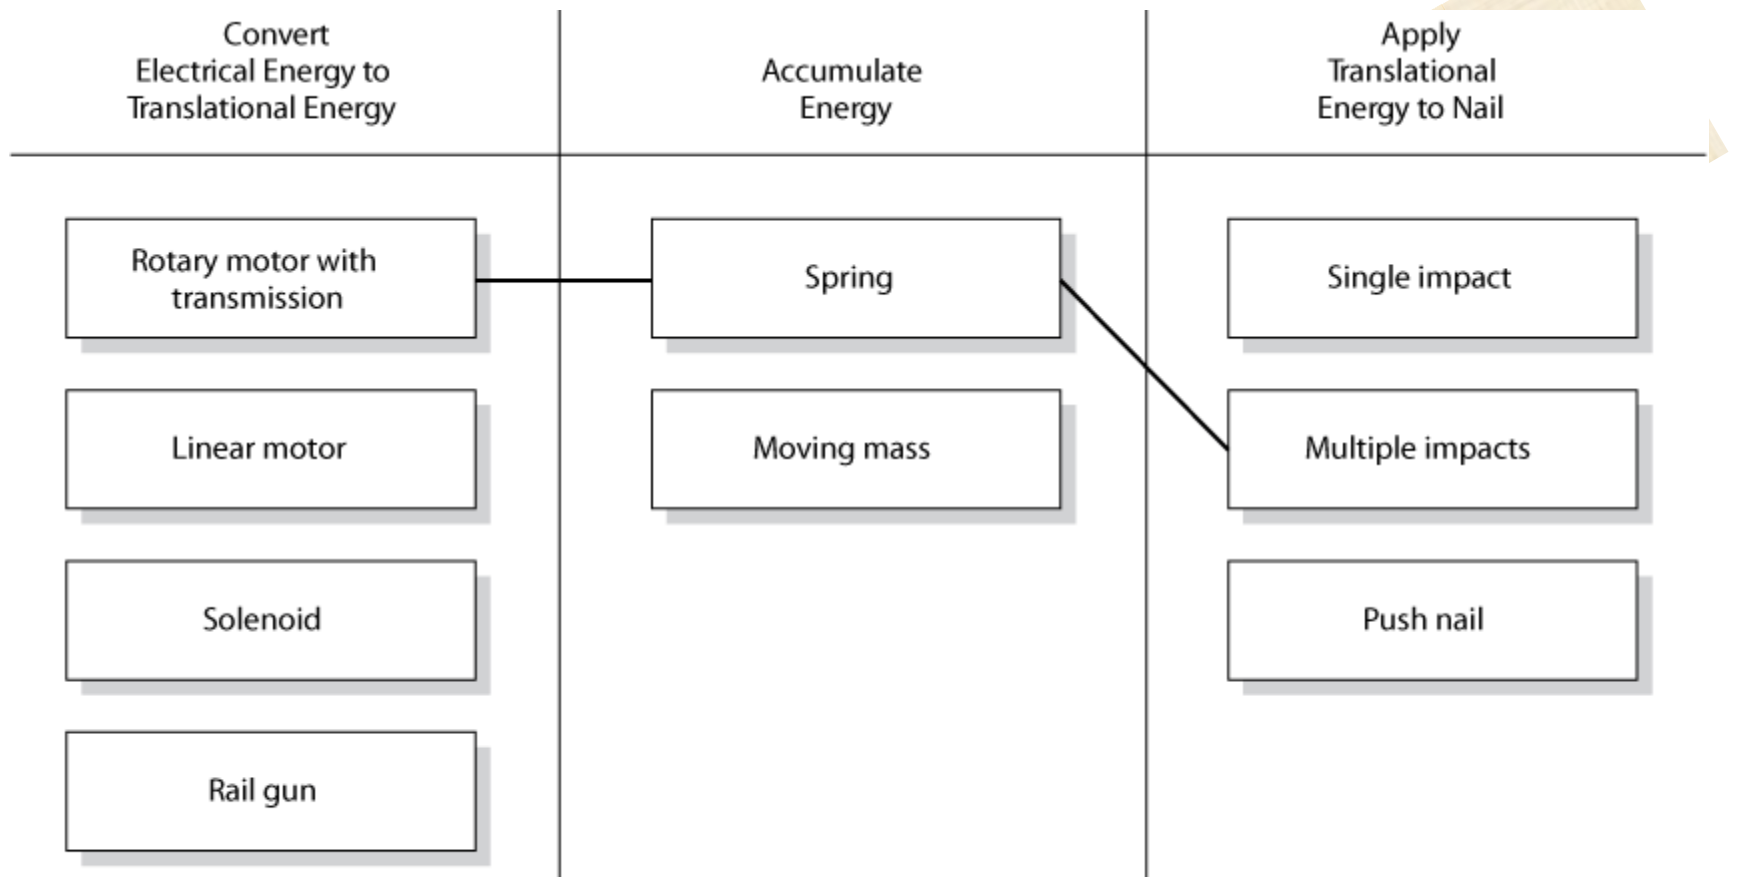 Convert
Electrical Energy to
Translational Energy
Accumulate
Energy
Apply
Translational
Energy to Nail
Rotary motor with
transmission
Spring
Single impact
Linear motor
Moving mass
Multiple impacts
Solenoid
Push nail
Rail gun